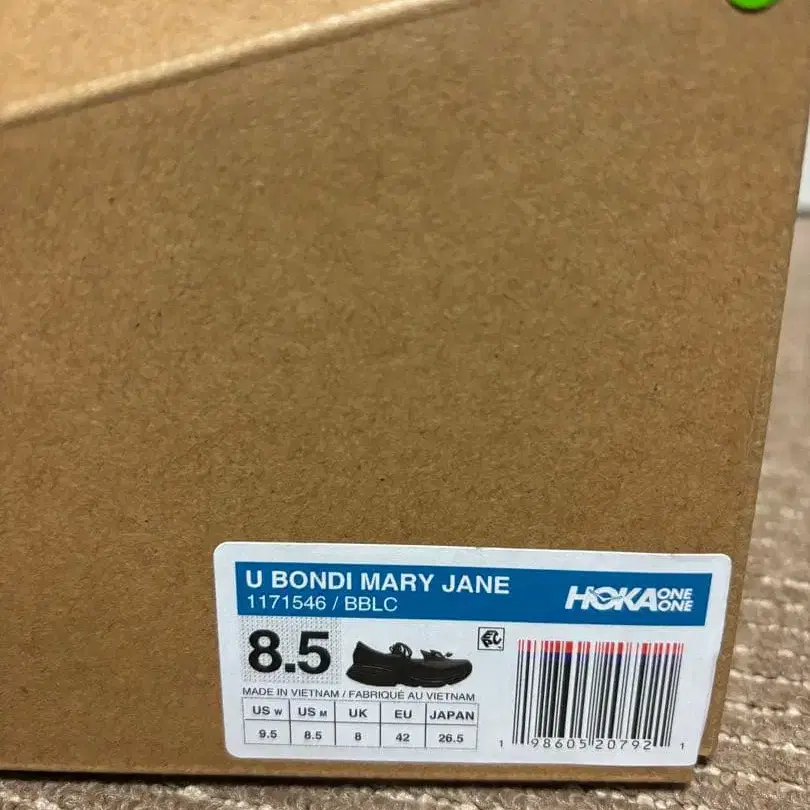 U BONDI MARY JANE
1171546 / BBLC
HOKA ONE ONE
8.5
MADE IN VIETNAM / FABRIQUÉ AU VIETNAM
US W US M UK EU JAPAN
9.5 8.5 8 42 26.5
1 98605 20792 1